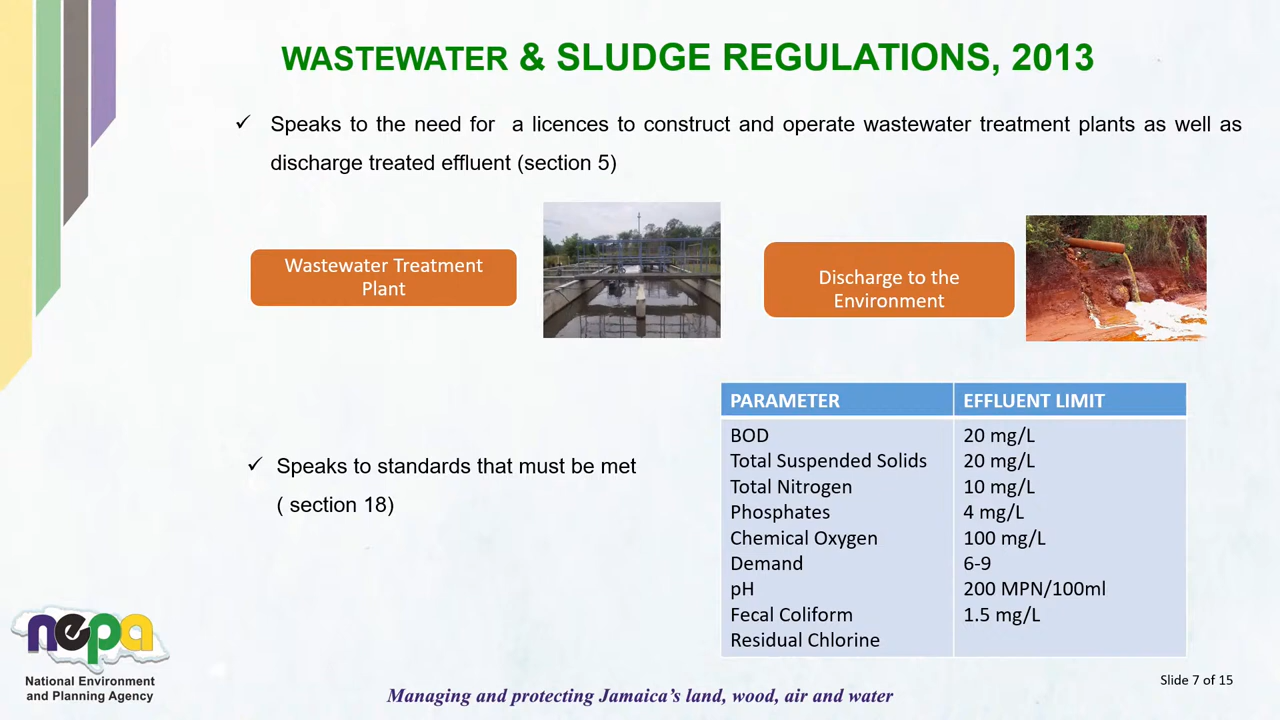 WASTEWATER & SLUDGE REGULATIONS, 2013
✓ Speaks to the need for a licences to construct and operate wastewater treatment plants as well as
discharge treated effluent (section 5)
Wastewater Treatment
Plant
Discharge to the
Environment
✓ Speaks to standards that must be met
( section 18)
PARAMETER EFFLUENT LIMIT
BOD 20 mg/L
Total Suspended Solids 20 mg/L
Total Nitrogen 10 mg/L
Phosphates 4 mg/L
Chemical Oxygen 100 mg/L
Demand 6-9
pH 200 MPN/100ml
Fecal Coliform 1.5 mg/L
Residual Chlorine
nepa
National Environment
and Planning Agency
Managing and protecting Jamaica's land, wood, air and water
Slide 7 of 15